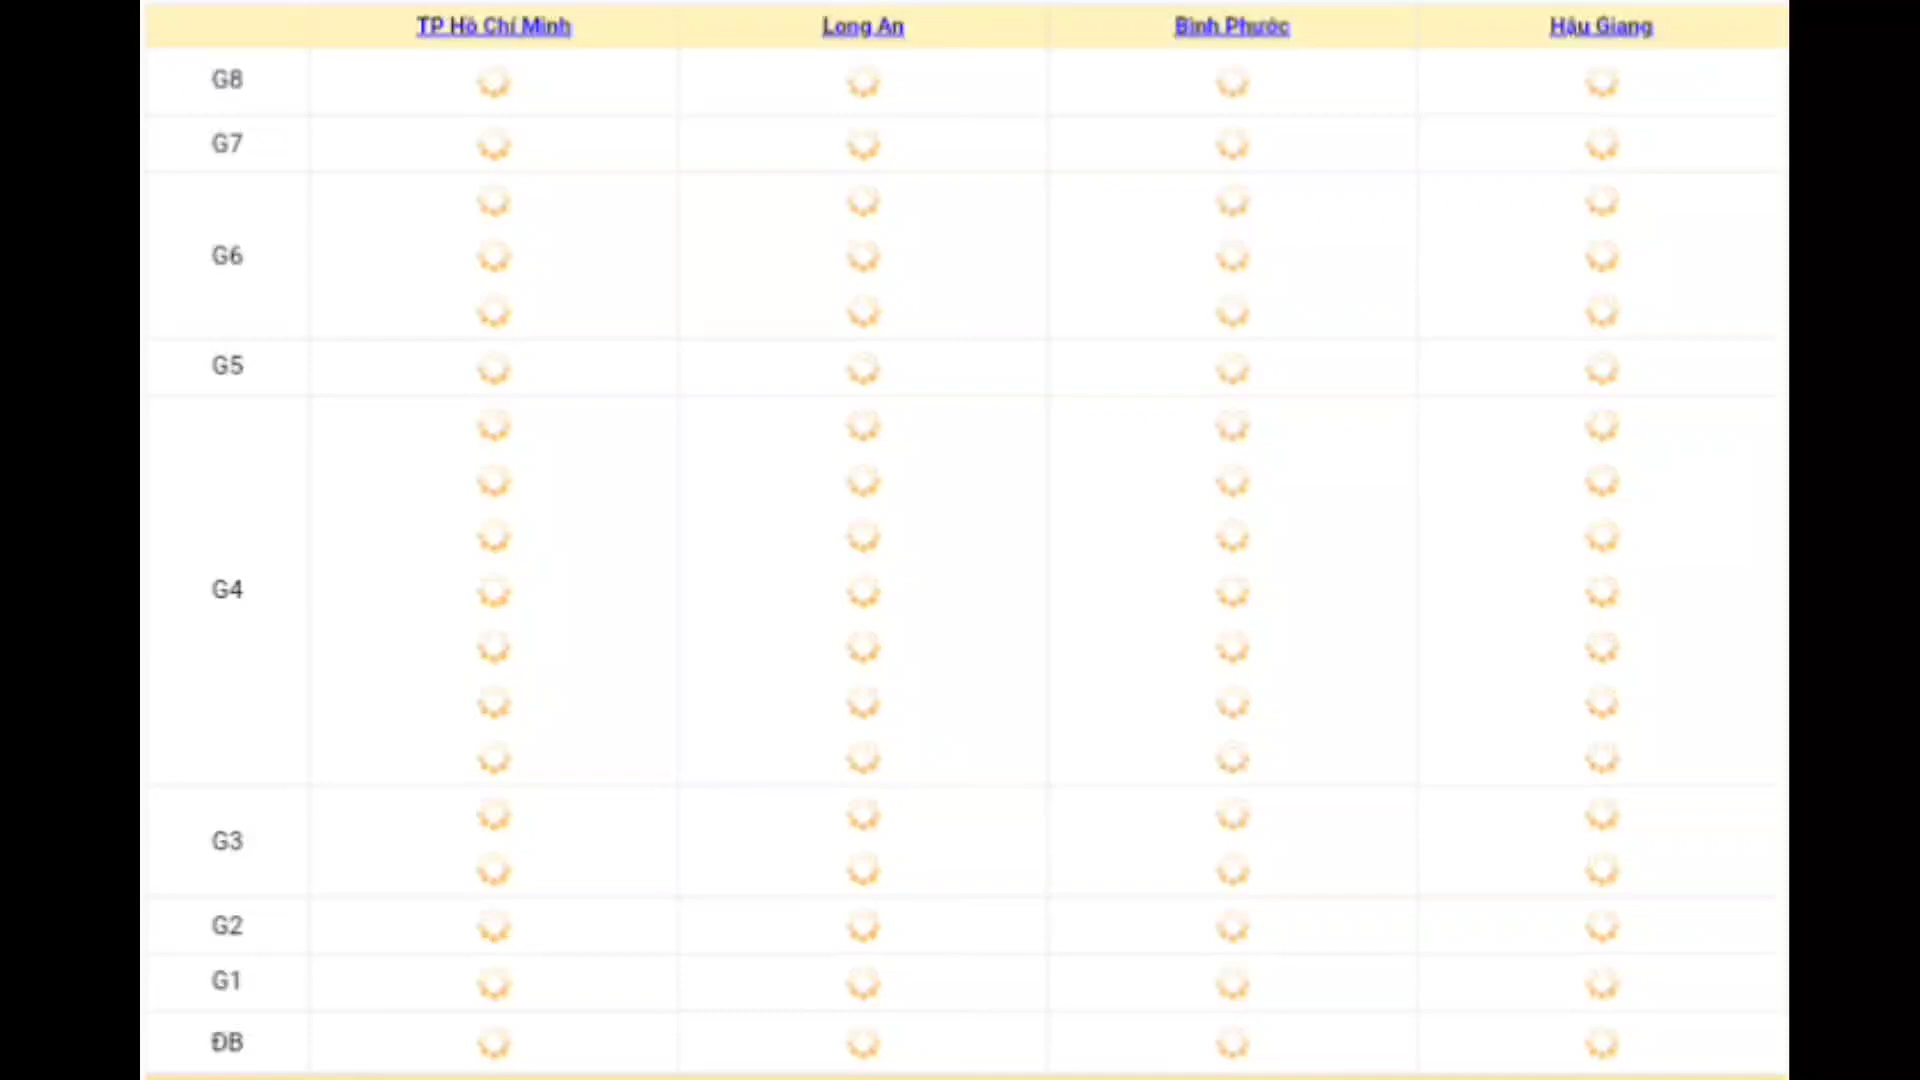 TP Hồ Chí Minh Long An Bình Phước Hậu Giang
G8
G7
G6
G5
G4
G3
G2
G1
ĐB